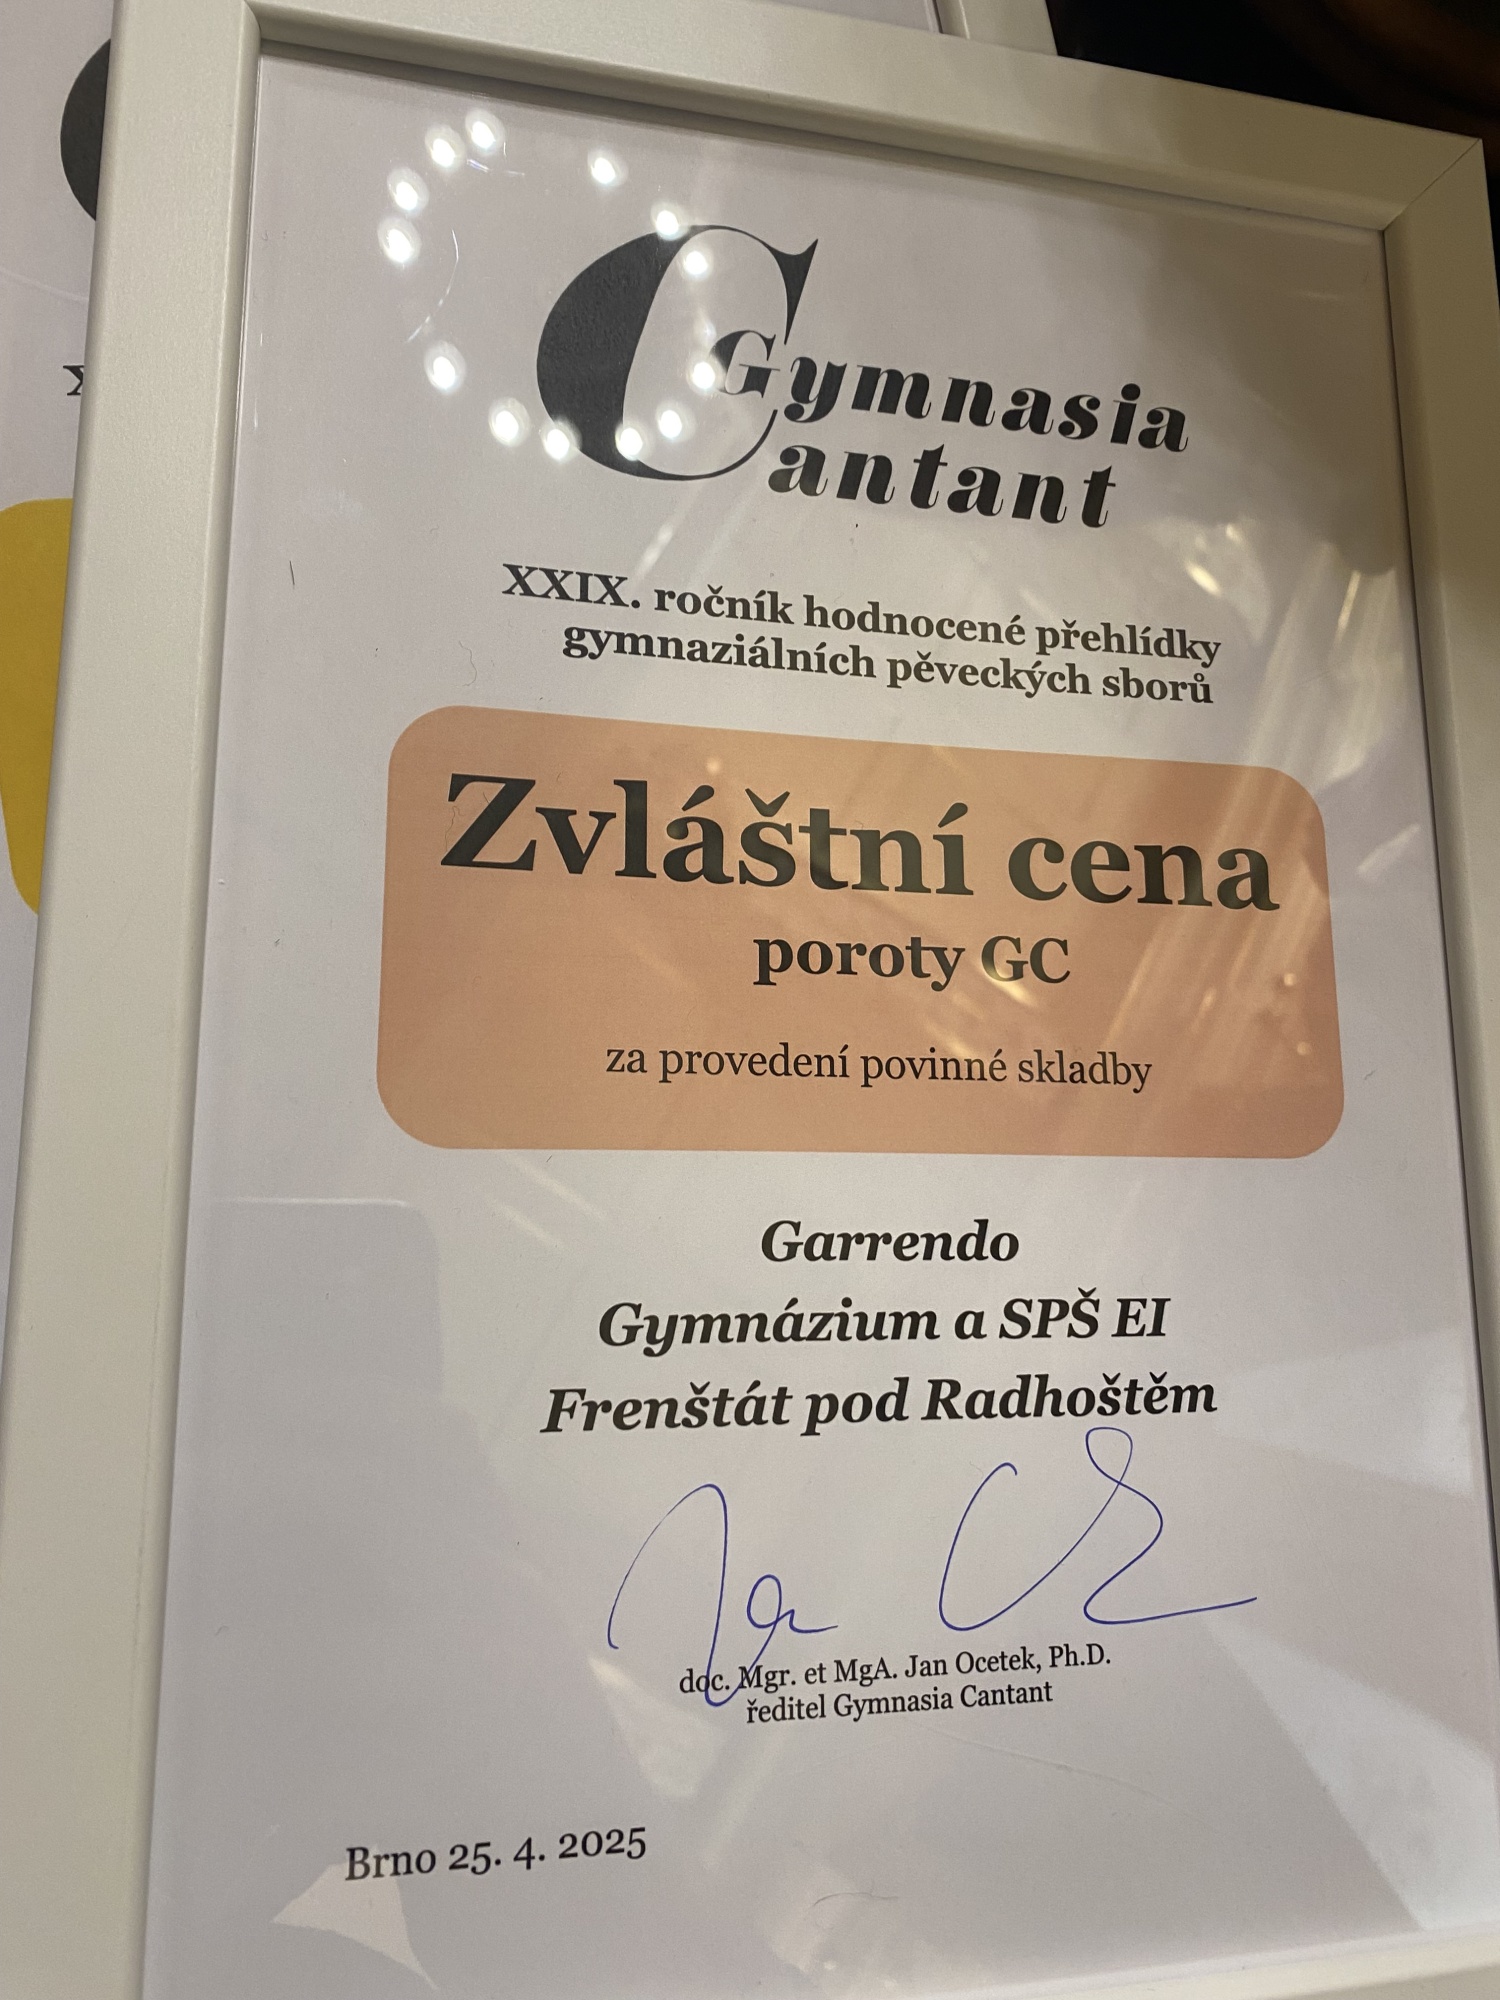 Gymnasia
Cantant
XXIX. ročník hodnocené přehlídky
gymnaziálních pěveckých sborů
Zvláštní cena
poroty GC
za provedení povinné skladby
Garrendo
Gymnázium a SPŠ EI
Frenštát pod Radhoštěm
doc. Mgr. et MgA. Jan Ocetek, Ph.D.
ředitel Gymnasia Cantant
Brno 25. 4. 2025